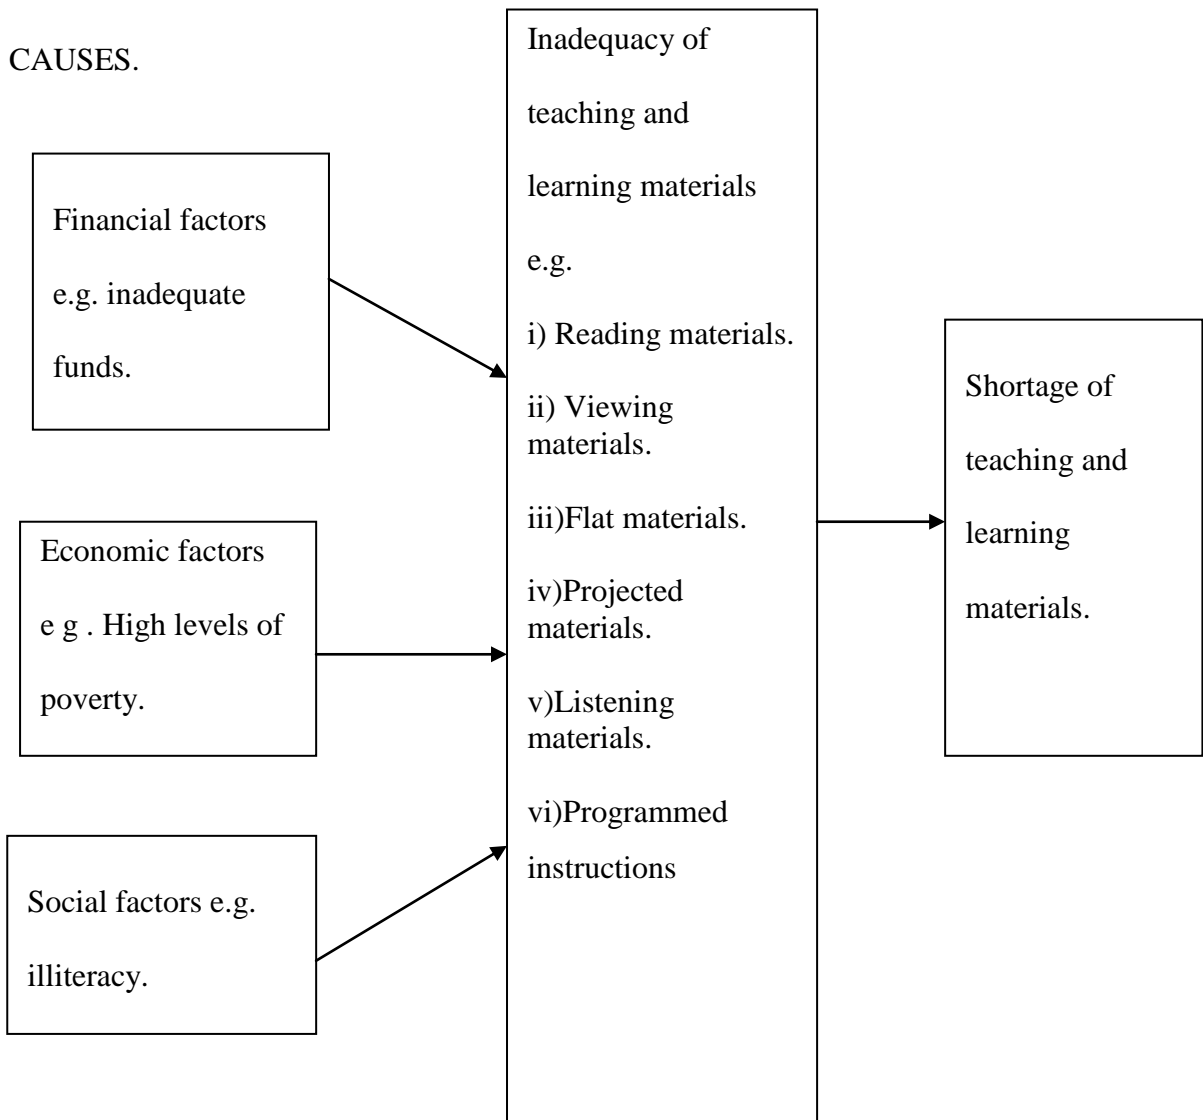 CAUSES.
Financial factors
e.g. inadequate
funds.
Economic factors
e g . High levels of
poverty.
Social factors e.g.
illiteracy.
Inadequacy of
teaching and
learning materials
e.g.
i) Reading materials.
ii) Viewing
materials.
iii)Flat materials.
iv)Projected
materials.
v)Listening
materials.
vi)Programmed
instructions
Shortage of
teaching and
learning
materials.